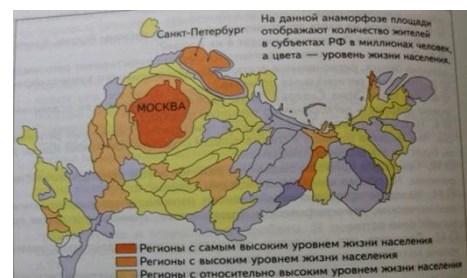 На данной анаморфозе площади
отображают количество жителей
в субъектах РФ в миллионах человек,
а цвета — уровень жизни населения.
Санкт-Петербург
МОСКВА
Регионы с самым высоким уровнем жизни населения
Регионы с высоким уровнем жизни населения
Регионы с относительно высоким уровнем жизни населения